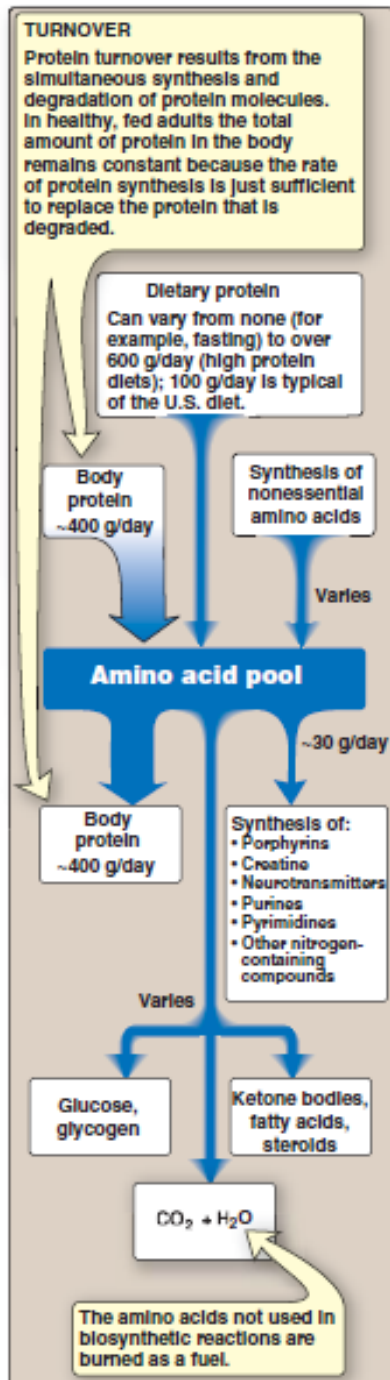 TURNOVER
Protein turnover results from the
simultaneous synthesis and
degradation of protein molecules.
In healthy, fed adults the total
amount of protein in the body
remains constant because the rate
of protein synthesis is just sufficient
to replace the protein that is
degraded.
Dietary protein
Can vary from none (for
example, fasting) to over
600 g/day (high protein
diets); 100 g/day is typical
of the U.S. diet.
Body
protein
~400 g/day
Synthesis of
nonessential
amino acids
Varies
Amino acid pool
~30 g/day
Body
protein
~400 g/day
Synthesis of:
• Porphyrins
• Creatine
• Neurotransmitters
• Purines
• Pyrimidines
• Other nitrogen-
containing
compounds
Varies
Glucose,
glycogen
Ketone bodies,
fatty acids,
steroids
CO₂ + H₂O
The amino acids not used in
biosynthetic reactions are
burned as a fuel.